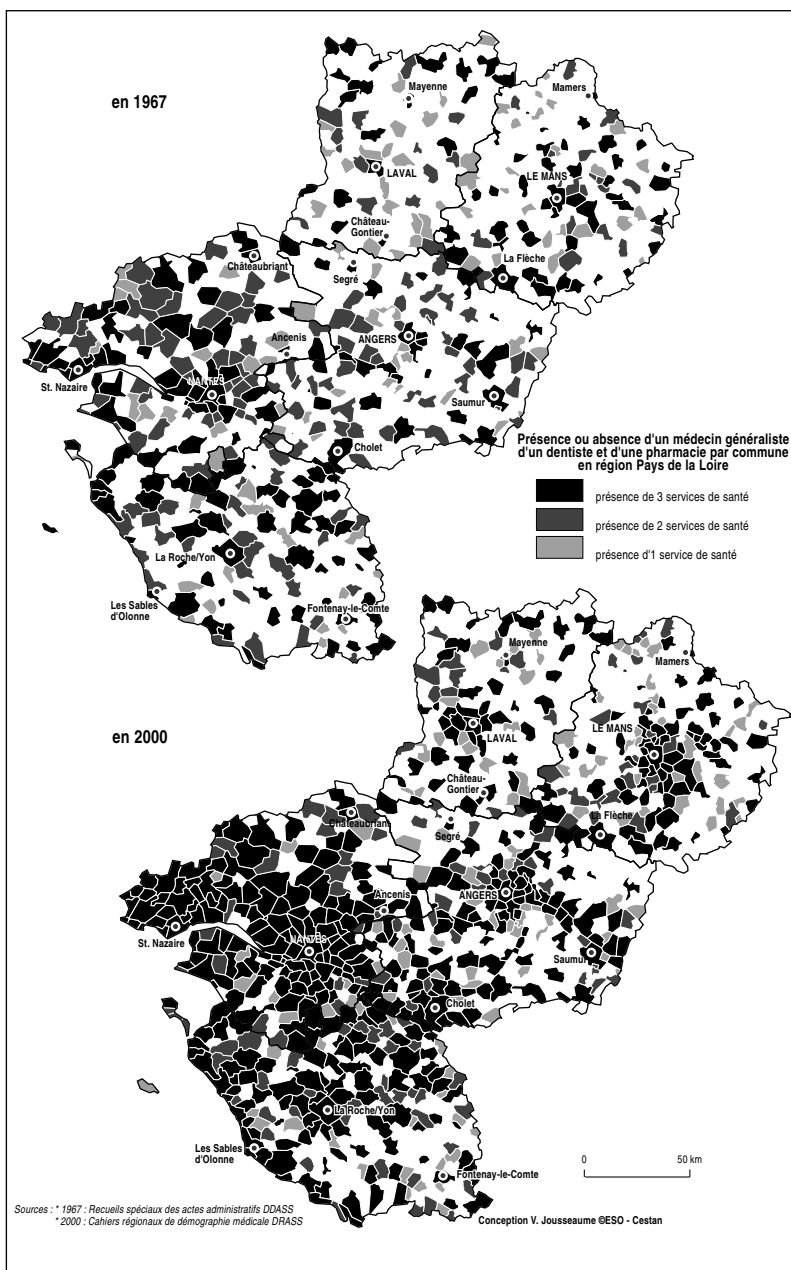 en 1967
Mayenne
Mamers
LAVAL
LE MANS
Château-
Gontier
La Flèche
Châteaubriant
Segré
Ancenis
ANGERS
St. Nazaire
NANTES
Saumur
Cholet
La Roche/Yon
Les Sables
d'Olonne
Fontenay-le-Comte
Présence ou absence d'un médecin généraliste
d'un dentiste et d'une pharmacie par commune
en région Pays de la Loire
présence de 3 services de santé
présence de 2 services de santé
présence d'1 service de santé
en 2000
Mayenne
Mamers
LAVAL
LE MANS
Château-
Gontier
La Flèche
Châteaubriant
Segré
Ancenis
ANGERS
St. Nazaire
NANTES
Saumur
Cholet
La Roche/Yon
Les Sables
d'Olonne
Fontenay-le-Comte
0 50 km
Sources : * 1967 : Recueils spéciaux des actes administratifs DDASS
* 2000 : Cahiers régionaux de démographie médicale DRASS
Conception V. Jousseaume ©ESO - Cestan